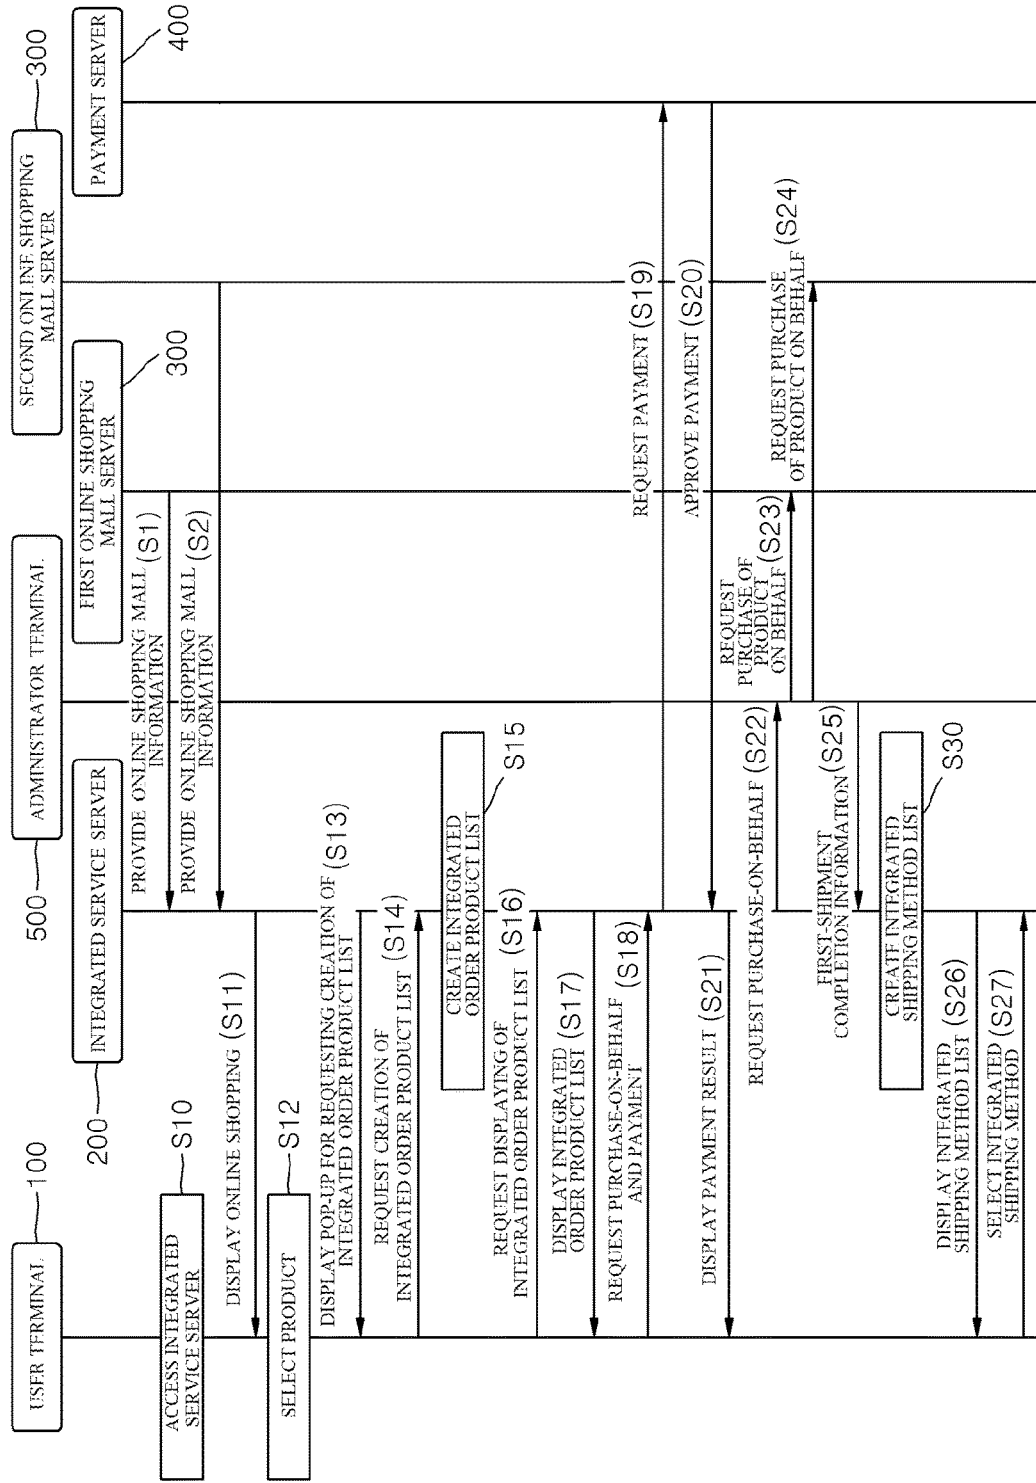 USER TERMINAL
100
INTEGRATED SERVICE SERVER
200
ADMINISTRATOR TERMINAL
500
FIRST ONLINE SHOPPING
MALL SERVER
300
SECOND ONLINE SHOPPING
MALL SERVER
300
PAYMENT SERVER
400
PROVIDE ONLINE SHOPPING MALL
INFORMATION (S1)
PROVIDE ONLINE SHOPPING MALL
INFORMATION (S2)
ACCESS INTEGRATED
SERVICE SERVER
S10
DISPLAY ONLINE SHOPPING (S11)
SELECT PRODUCT
S12
DISPLAY POP-UP FOR REQUESTING CREATION OF
INTEGRATED ORDER PRODUCT LIST (S13)
REQUEST CREATION OF
INTEGRATED ORDER PRODUCT LIST (S14)
CREATE INTEGRATED
ORDER PRODUCT LIST
S15
REQUEST DISPLAYING OF
INTEGRATED ORDER PRODUCT LIST (S16)
DISPLAY INTEGRATED
ORDER PRODUCT LIST (S17)
REQUEST PURCHASE-ON-BEHALF
AND PAYMENT (S18)
REQUEST PAYMENT (S19)
APPROVE PAYMENT (S20)
DISPLAY PAYMENT RESULT (S21)
REQUEST PURCHASE-ON-BEHALF (S22)
REQUEST
PURCHASE OF
PRODUCT
ON BEHALF (S23)
REQUEST PURCHASE
OF PRODUCT ON BEHALF (S24)
FIRST-SHIPMENT
COMPLETION INFORMATION (S25)
CREATE INTEGRATED
SHIPPING METHOD LIST
S30
DISPLAY INTEGRATED
SHIPPING METHOD LIST (S26)
SELECT INTEGRATED
SHIPPING METHOD (S27)